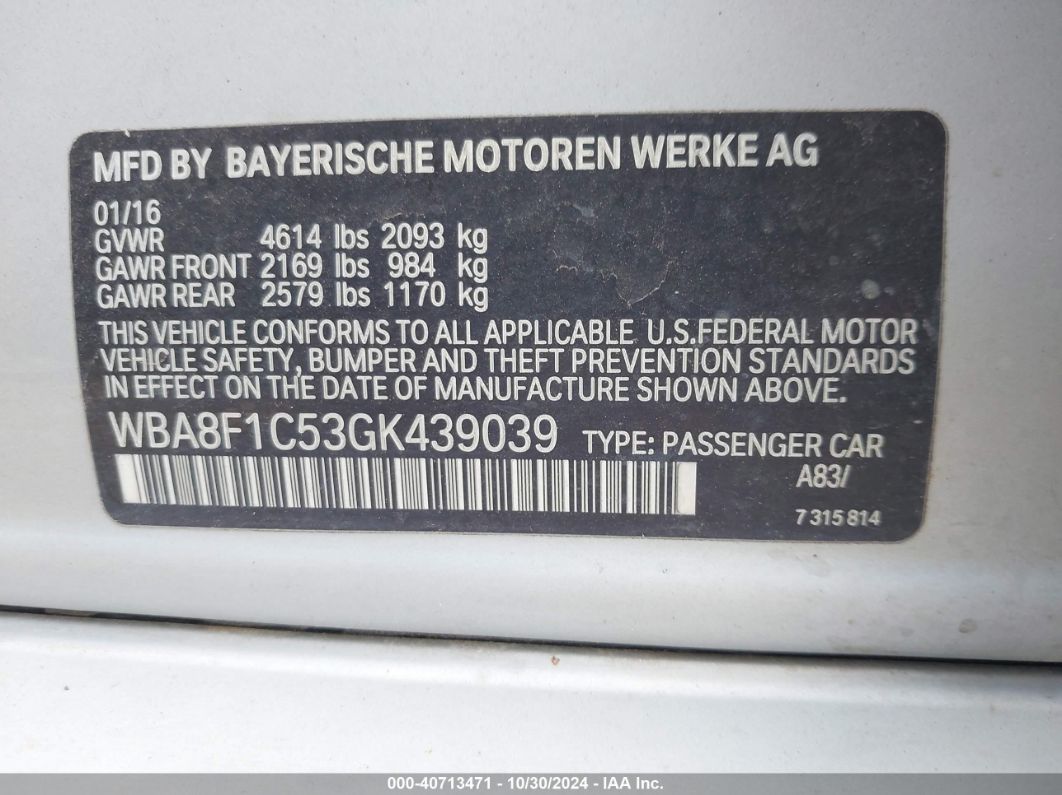 MFD BY BAYERISCHE MOTOREN WERKE AG
01/16
GVWR 4614 lbs 2093 kg
GAWR FRONT 2169 lbs 984 kg
GAWR REAR 2579 lbs 1170 kg
THIS VEHICLE CONFORMS TO ALL APPLICABLE U.S.FEDERAL MOTOR
VEHICLE SAFETY, BUMPER AND THEFT PREVENTION STANDARDS
IN EFFECT ON THE DATE OF MANUFACTURE SHOWN ABOVE.
WBA8F1C53GK439039 TYPE: PASSENGER CAR
A83/
7 315 814
000-40713471 - 10/30/2024 - IAA Inc.